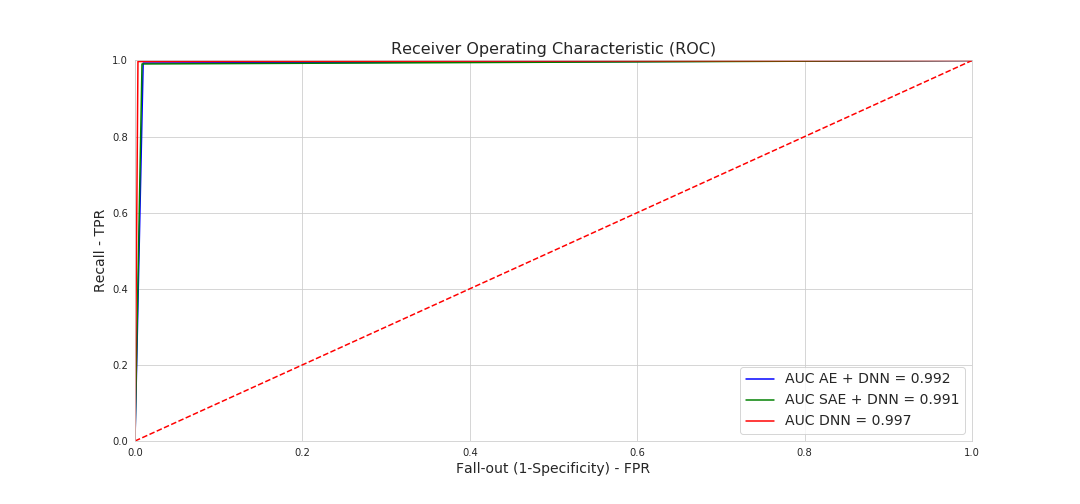 Receiver Operating Characteristic (ROC)
1.0
0.8
0.6
0.4
0.2
0.0
Recall - TPR
0.0 0.2 0.4 0.6 0.8 1.0
Fall-out (1-Specificity) - FPR
AUC AE + DNN = 0.992
AUC SAE + DNN = 0.991
AUC DNN = 0.997